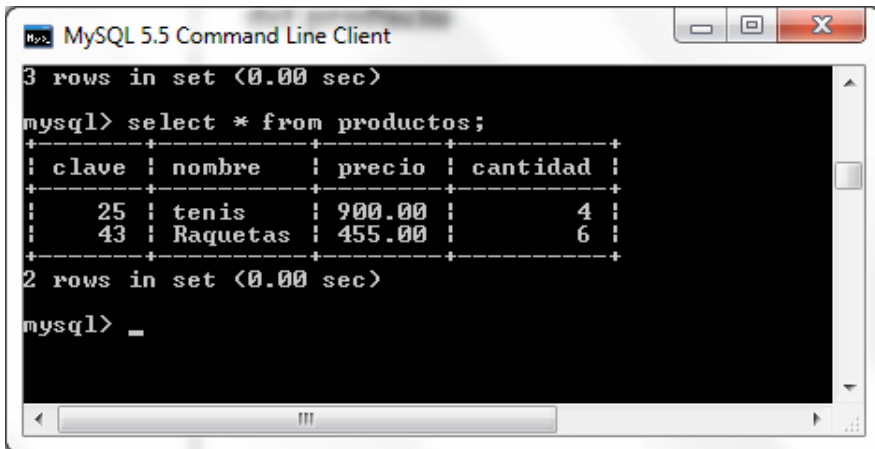 MySQL 5.5 Command Line Client
3 rows in set (0.00 sec)
mysql> select * from productos;
+-------+----------+--------+----------+
| clave | nombre   | precio | cantidad |
+-------+----------+--------+----------+
|    25 | tenis    | 900.00 |        4 |
|    43 | Raquetas | 455.00 |        6 |
+-------+----------+--------+----------+
2 rows in set (0.00 sec)
mysql> _